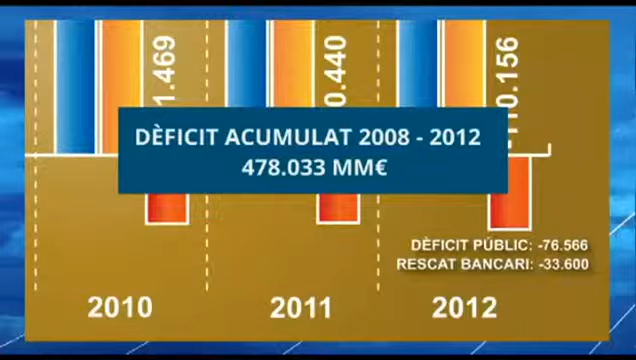 1.469
0.440
10.156
DÈFICIT ACUMULAT 2008 - 2012
478.033 MM€
DÈFICIT PÚBLIC: -76.566
RESCAT BANCARI: -33.600
2010
2011
2012